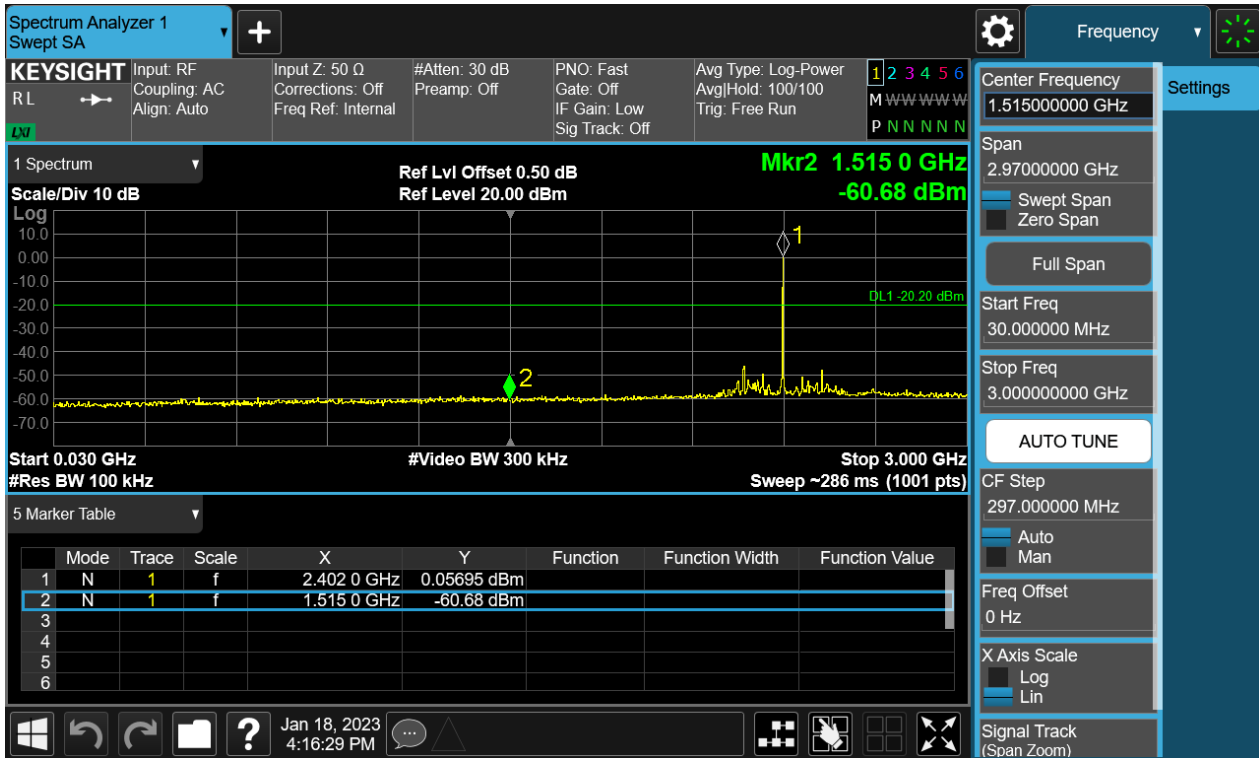 Spectrum Analyzer 1
Swept SA
+
Frequency
KEYSIGHT
R L
LXI
Input: RF
Coupling: AC
Align: Auto
Input Z: 50 Ω
Corrections: Off
Freq Ref: Internal
#Atten: 30 dB
Preamp: Off
PNO: Fast
Gate: Off
IF Gain: Low
Sig Track: Off
Avg Type: Log-Power
Avg|Hold: 100/100
Trig: Free Run
1 2 3 4 5 6
M W W W W W
P N N N N N
1 Spectrum
Scale/Div 10 dB
Log
Ref Lvl Offset 0.50 dB
Ref Level 20.00 dBm
Mkr2 1.515 0 GHz
-60.68 dBm
10.0
0.00
-10.0
-20.0
-30.0
-40.0
-50.0
-60.0
-70.0
1
DL1 -20.20 dBm
2
Start 0.030 GHz
#Video BW 300 kHz
Stop 3.000 GHz
#Res BW 100 kHz
Sweep ~286 ms (1001 pts)
5 Marker Table
Mode Trace Scale X Y Function Function Width Function Value
1 N 1 f 2.402 0 GHz 0.05695 dBm
2 N 1 f 1.515 0 GHz -60.68 dBm
3
4
5
6
?
Jan 18, 2023
4:16:29 PM
Center Frequency
1.515000000 GHz
Settings
Span
2.97000000 GHz
Swept Span
Zero Span
Full Span
Start Freq
30.000000 MHz
Stop Freq
3.000000000 GHz
AUTO TUNE
CF Step
297.000000 MHz
Auto
Man
Freq Offset
0 Hz
X Axis Scale
Log
Lin
Signal Track
(Span Zoom)